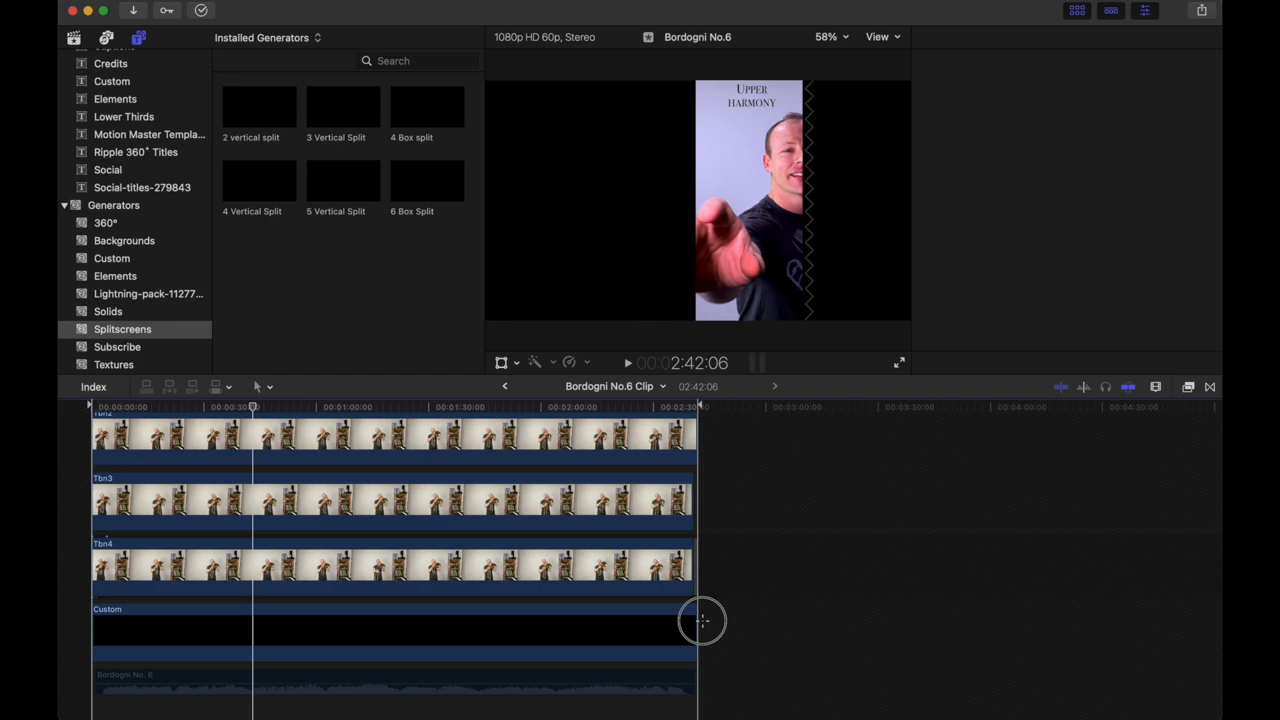 Installed Generators
1080p HD 60p, Stereo
Bordogni No.6
58%
View
Credits
Custom
Elements
Lower Thirds
Motion Master Templa...
Ripple 360° Titles
Social
Social-titles-279843
Generators
360°
Backgrounds
Custom
Elements
Lightning-pack-11277...
Solids
Splitscreens
Subscribe
Textures
Search
2 vertical split
3 Vertical Split
4 Box split
4 Vertical Split
5 Vertical Split
6 Box Split
UPPER
HARMONY
00:02:42:06
Index
Bordogni No.6 Clip
02:42:06
00:00:00:00
00:00:30
00:01:00:00
00:01:30:00
00:02:00:00
00:02:30
00:03:00:00
00:03:30:00
00:04:00:00
00:04:30:00
Tbn3
Tbn4
Custom
Bordogni No. 6